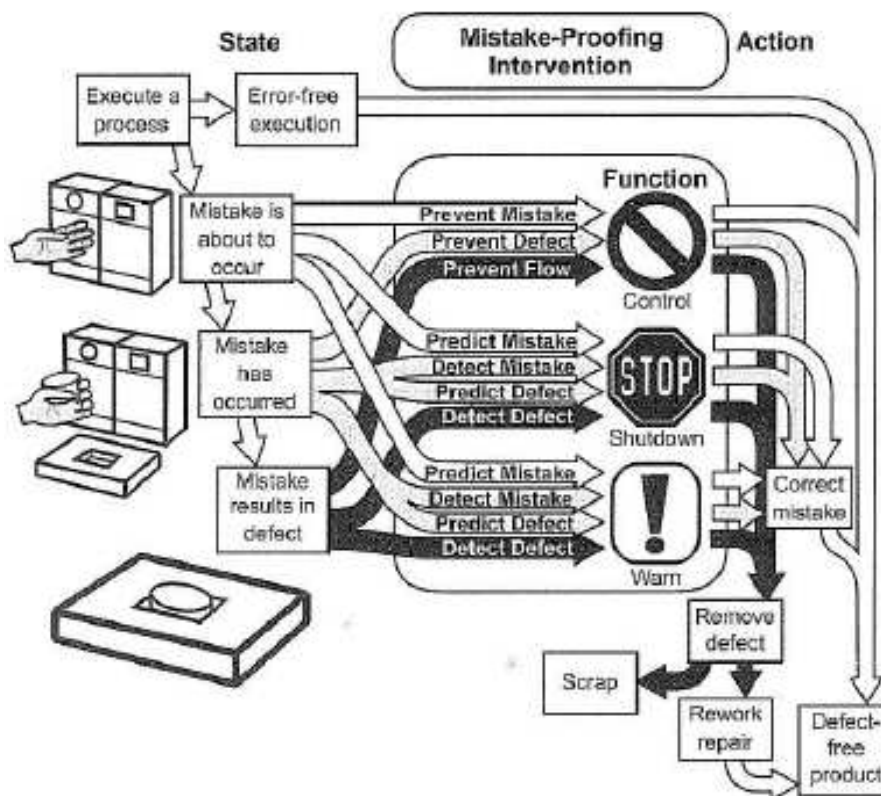 State
Mistake-Proofing
Intervention
Action
Execute a
process
Error-free
execution
Function
Mistake is
about to
occur
Prevent Mistake
Prevent Defect
Prevent Flow
Control
Mistake
has
occurred
Predict Mistake
Detect Mistake
Predict Defect
Detect Defect
STOP
Shutdown
Mistake
results in
defect
Predict Mistake
Detect Mistake
Predict Defect
Detect Defect
!
Warn
Correct
mistake
Remove
defect
Scrap
Rework
repair
Defect-
free
product